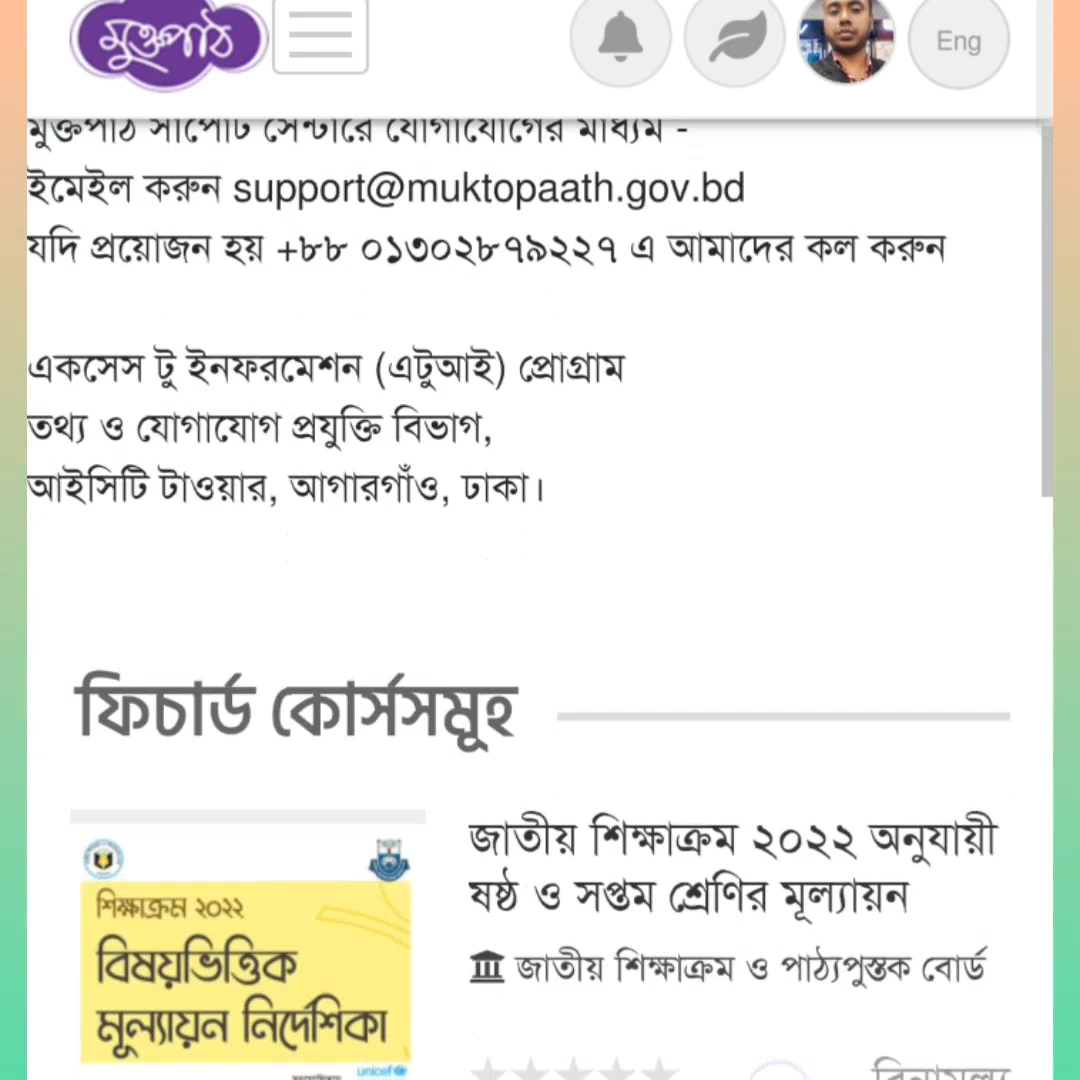 মুক্তপাঠ
Eng
মুক্তপাঠ সাপোর্ট সেন্টারে যোগাযোগের মাধ্যম -
ইমেইল করুন support@muktopaath.gov.bd
যদি প্রয়োজন হয় +৮৮ ০১৩০২৮৭৯২২৭ এ আমাদের কল করুন
একসেস টু ইনফরমেশন (এটুআই) প্রোগ্রাম
তথ্য ও যোগাযোগ প্রযুক্তি বিভাগ,
আইসিটি টাওয়ার, আগারগাঁও, ঢাকা।
ফিচার্ড কোর্সসমূহ
শিক্ষাক্রম ২০২২
বিষয়ভিত্তিক
মূল্যায়ন নির্দেশিকা
unicef
জাতীয় শিক্ষাক্রম ২০২২ অনুযায়ী
ষষ্ঠ ও সপ্তম শ্রেণির মূল্যায়ন
জাতীয় শিক্ষাক্রম ও পাঠ্যপুস্তক বোর্ড
বিনামূল্য